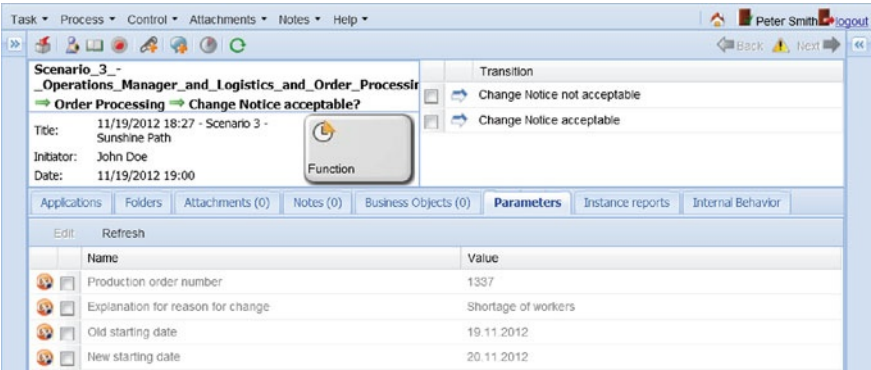 Task Process Control Attachments Notes Help Peter Smith logout
Back Next
Scenario_3_-
_Operations_Manager_and_Logistics_and_Order_Processin
Order Processing Change Notice acceptable?
Transition
Change Notice not acceptable
Change Notice acceptable
Title: 11/19/2012 18:27 - Scenario 3 -
Sunshine Path
Initiator: John Doe
Date: 11/19/2012 19:00
Function
Applications Folders Attachments (0) Notes (0) Business Objects (0) Parameters Instance reports Internal Behavior
Edit Refresh
Name Value
Production order number 1337
Explanation for reason for change Shortage of workers
Old starting date 19.11.2012
New starting date 20.11.2012